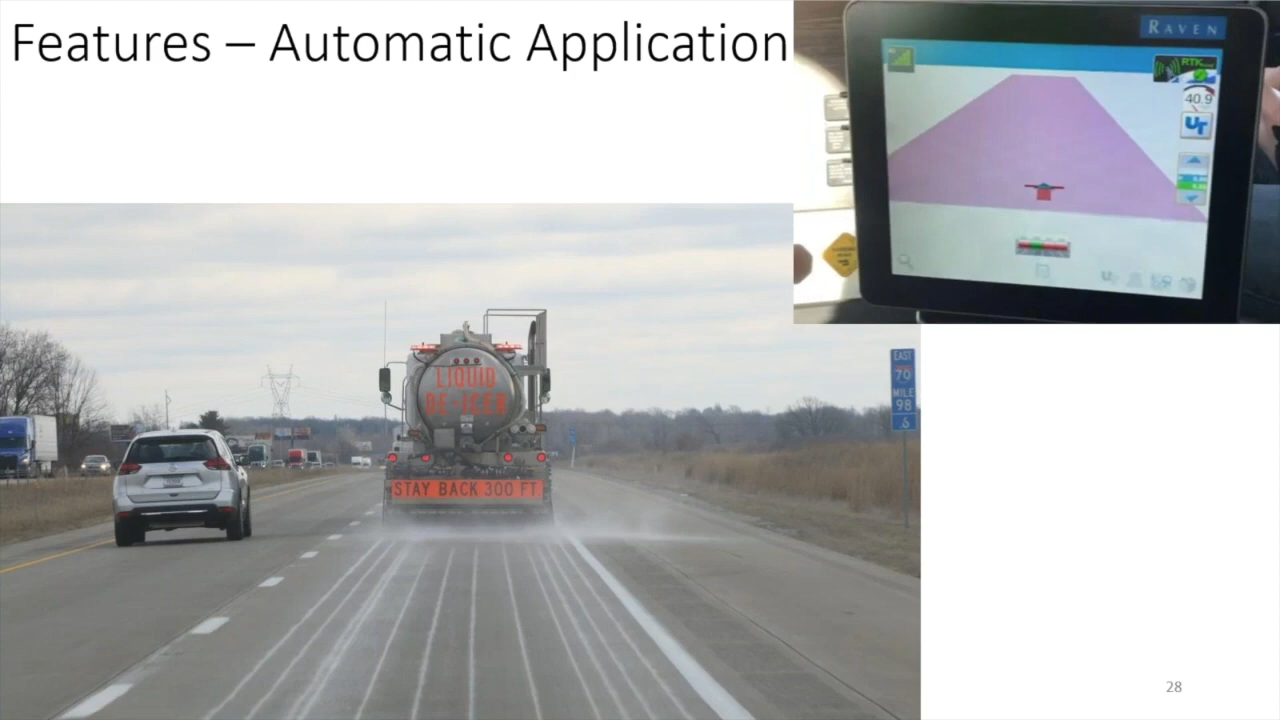 Features – Automatic Application
RAVEN
RTK
40.9
UT
LIQUID
DE-ICER
STAY BACK 300 FT
EAST
70
MILE
98
.5
28